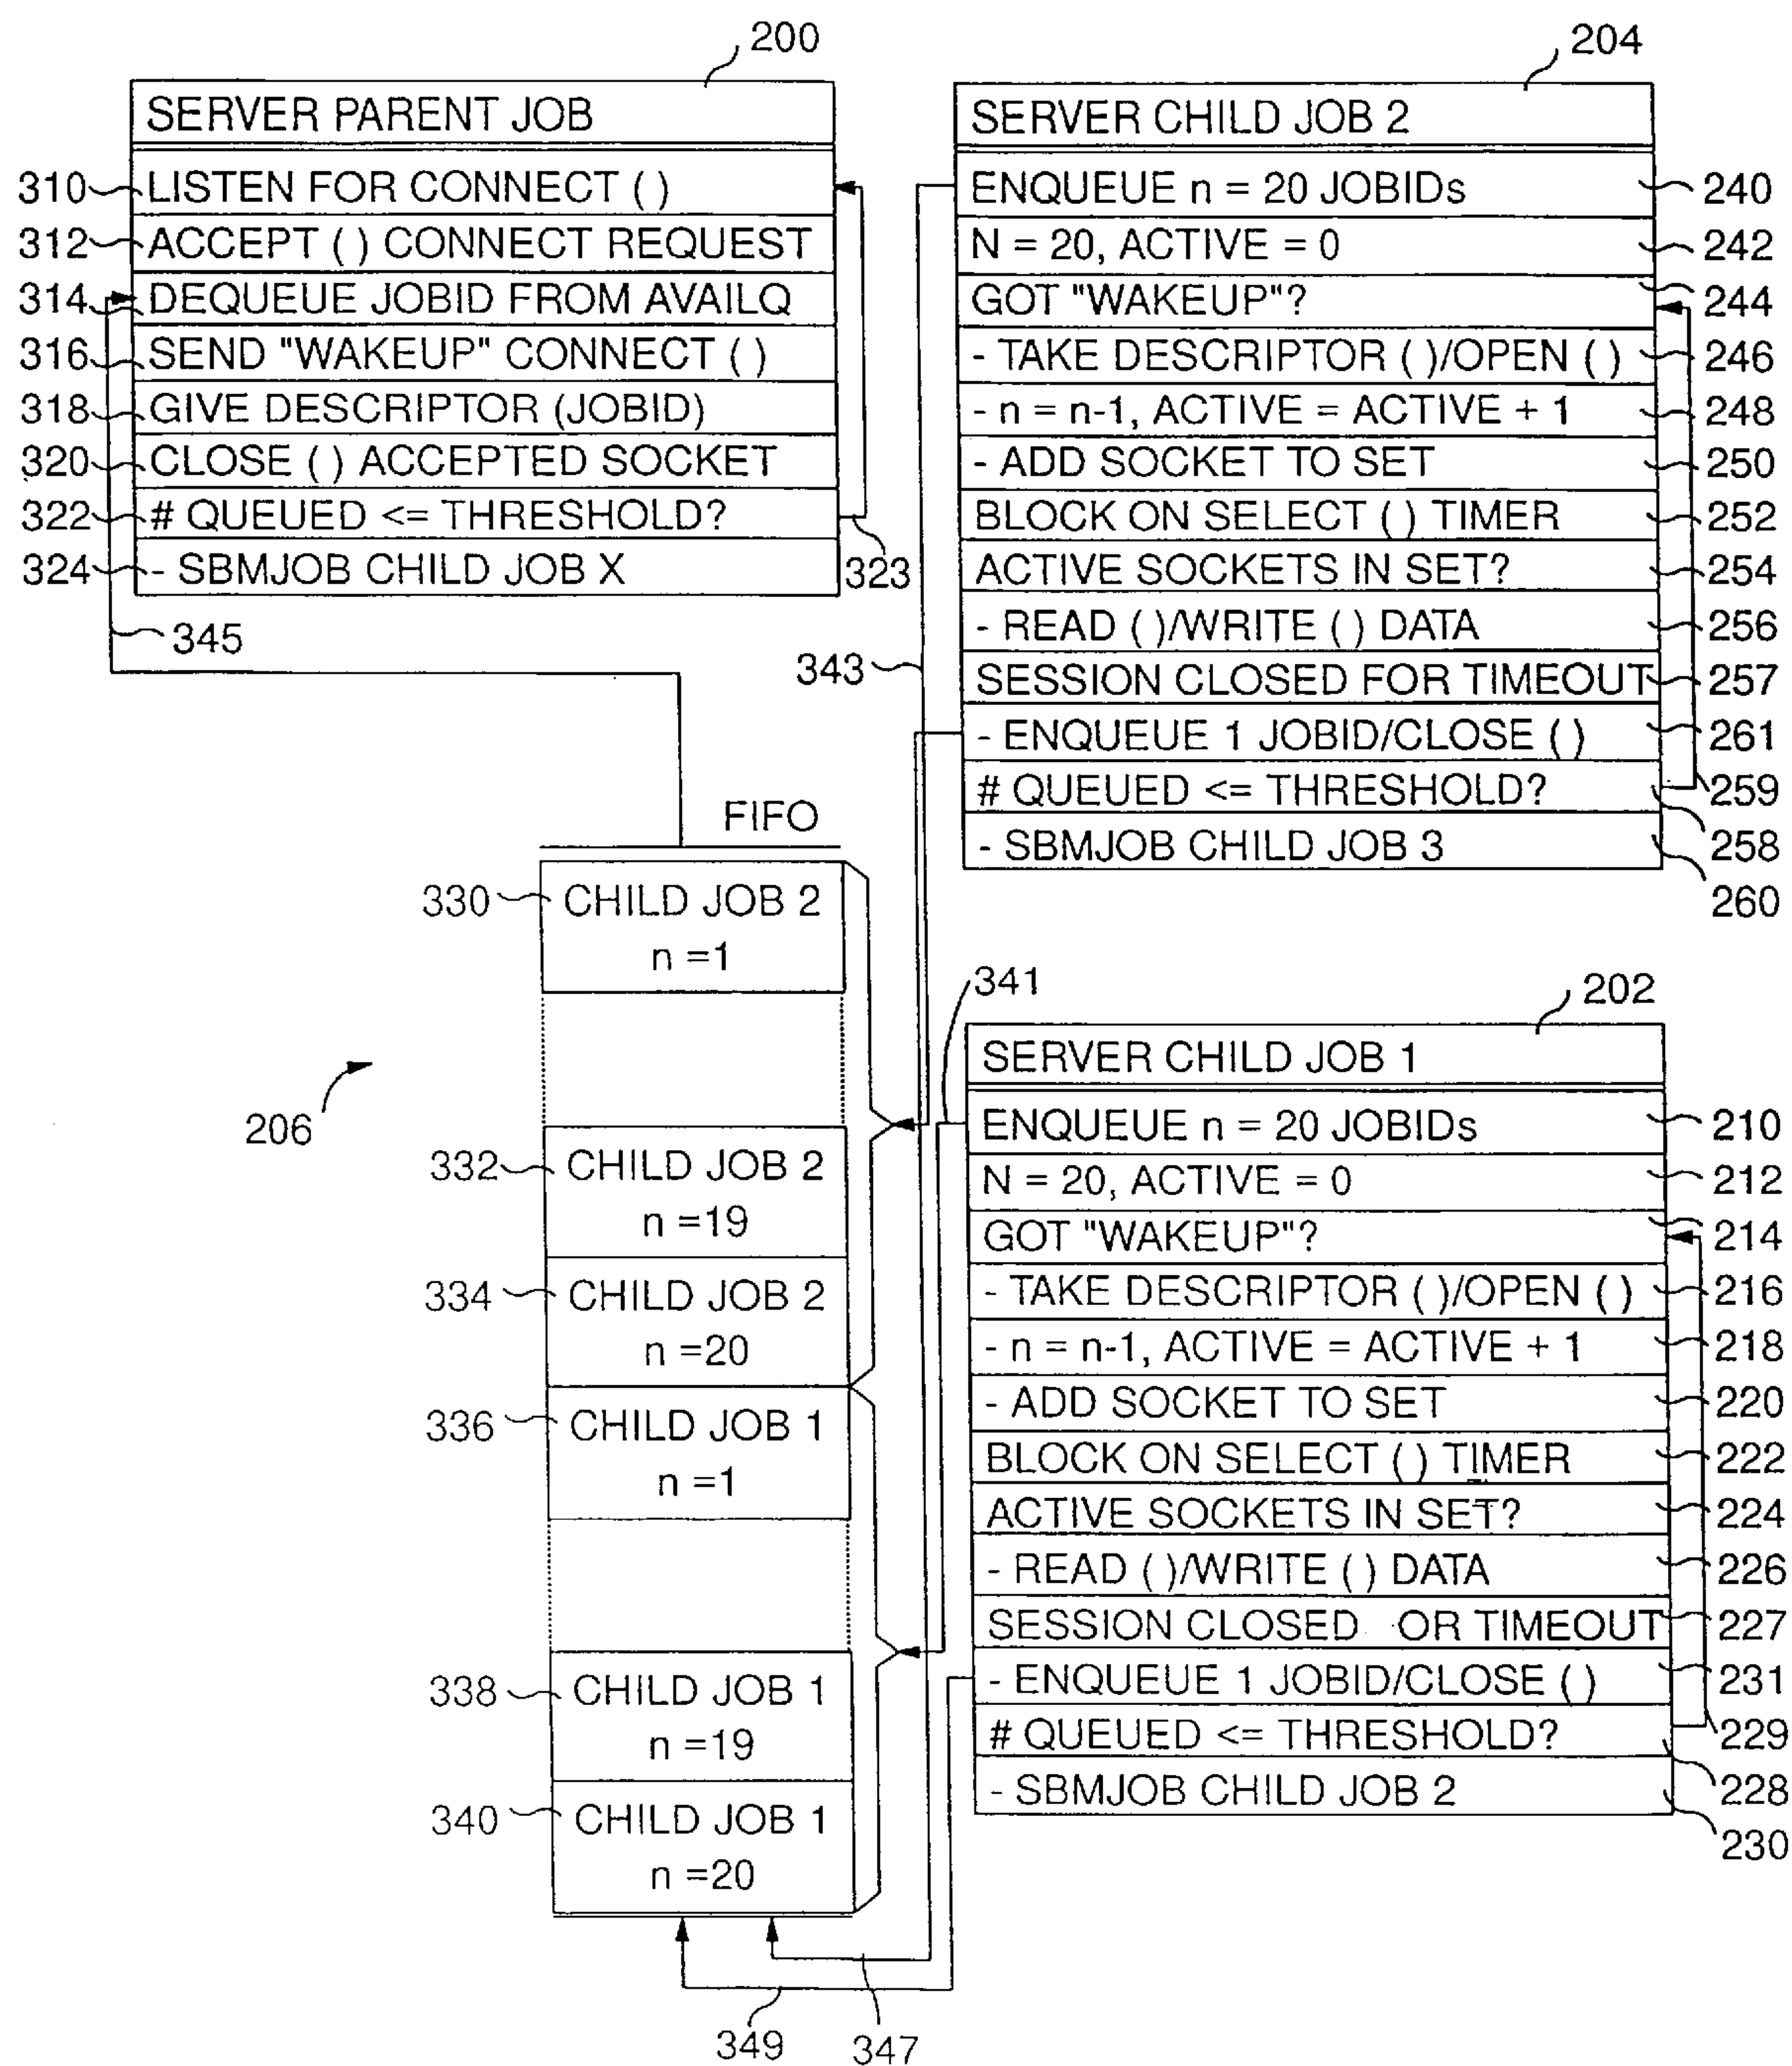 200
SERVER PARENT JOB
310 LISTEN FOR CONNECT ( )
312 ACCEPT ( ) CONNECT REQUEST
314 DEQUEUE JOBID FROM AVAILQ
316 SEND "WAKEUP" CONNECT ( )
318 GIVE DESCRIPTOR (JOBID)
320 CLOSE ( ) ACCEPTED SOCKET
322 # QUEUED <= THRESHOLD?
324 - SBMJOB CHILD JOB X
323
345
204
SERVER CHILD JOB 2
ENQUEUE n = 20 JOBIDs 240
N = 20, ACTIVE = 0 242
GOT "WAKEUP"? 244
- TAKE DESCRIPTOR ( )/OPEN ( ) 246
- n = n-1, ACTIVE = ACTIVE + 1 248
- ADD SOCKET TO SET 250
BLOCK ON SELECT ( ) TIMER 252
ACTIVE SOCKETS IN SET? 254
- READ ( )/WRITE ( ) DATA 256
SESSION CLOSED FOR TIMEOUT 257
- ENQUEUE 1 JOBID/CLOSE ( ) 261
# QUEUED <= THRESHOLD? 259
258
- SBMJOB CHILD JOB 3
260
343
FIFO
330 CHILD JOB 2
n =1
206
332 CHILD JOB 2
n =19
334 CHILD JOB 2
n =20
336 CHILD JOB 1
n =1
338 CHILD JOB 1
n =19
340 CHILD JOB 1
n =20
341
202
SERVER CHILD JOB 1
ENQUEUE n = 20 JOBIDs 210
N = 20, ACTIVE = 0 212
GOT "WAKEUP"? 214
- TAKE DESCRIPTOR ( )/OPEN ( ) 216
- n = n-1, ACTIVE = ACTIVE + 1 218
- ADD SOCKET TO SET 220
BLOCK ON SELECT ( ) TIMER 222
ACTIVE SOCKETS IN SET? 224
- READ ( )/WRITE ( ) DATA 226
SESSION CLOSED OR TIMEOUT 227
- ENQUEUE 1 JOBID/CLOSE ( ) 231
# QUEUED <= THRESHOLD? 229
228
- SBMJOB CHILD JOB 2
230
349
347